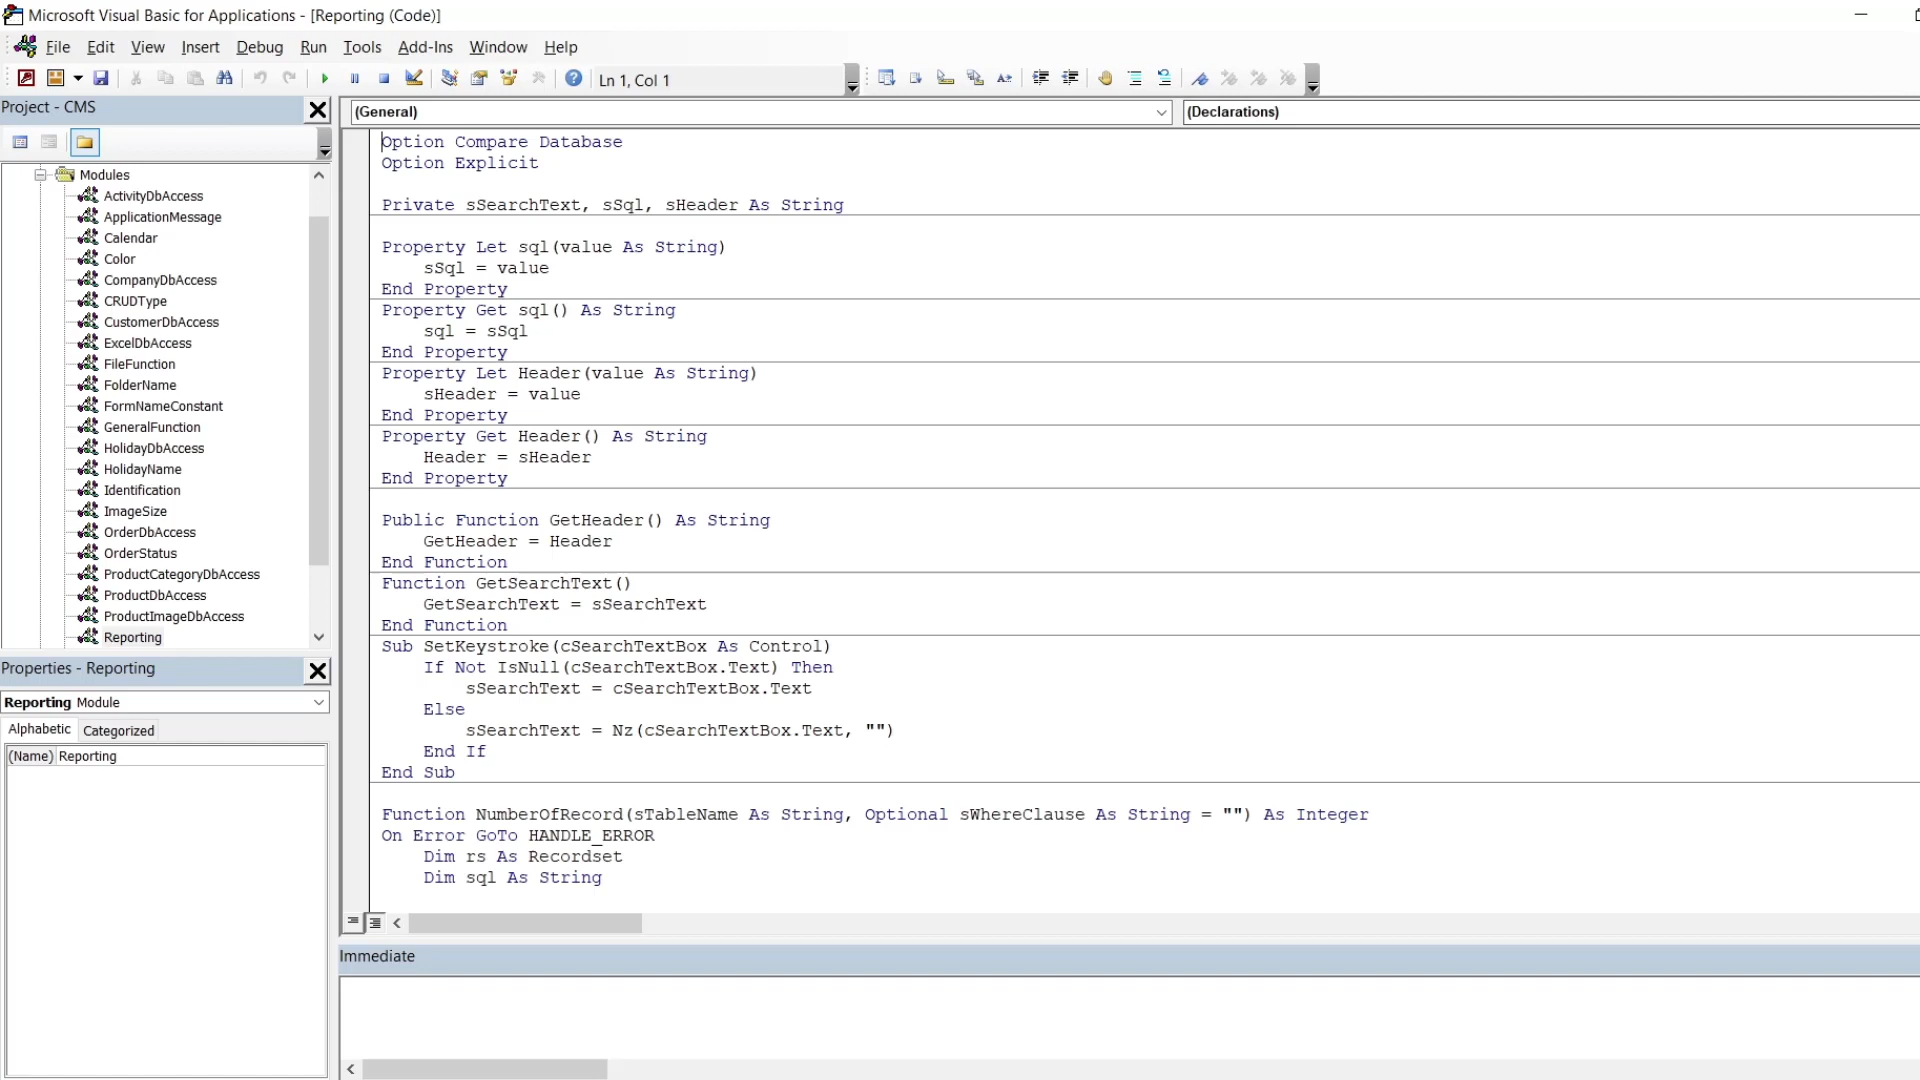 Microsoft Visual Basic for Applications - [Reporting (Code)]
File Edit View Insert Debug Run Tools Add-Ins Window Help
Ln 1, Col 1
Project - CMS
(General)
(Declarations)
Modules
ActivityDbAccess
ApplicationMessage
Calendar
Color
CompanyDbAccess
CRUDType
CustomerDbAccess
ExcelDbAccess
FileFunction
FolderName
FormNameConstant
GeneralFunction
HolidayDbAccess
HolidayName
Identification
ImageSize
OrderDbAccess
OrderStatus
ProductCategoryDbAccess
ProductDbAccess
ProductImageDbAccess
Reporting
Properties - Reporting
Reporting Module
Alphabetic Categorized
(Name) Reporting
Option Compare Database
Option Explicit
Private sSearchText, sSql, sHeader As String
Property Let sql(value As String)
sSql = value
End Property
Property Get sql() As String
sql = sSql
End Property
Property Let Header(value As String)
sHeader = value
End Property
Property Get Header() As String
Header = sHeader
End Property
Public Function GetHeader() As String
GetHeader = Header
End Function
Function GetSearchText()
GetSearchText = sSearchText
End Function
Sub SetKeystroke(cSearchTextBox As Control)
If Not IsNull(cSearchTextBox.Text) Then
sSearchText = cSearchTextBox.Text
Else
sSearchText = Nz(cSearchTextBox.Text, "")
End If
End Sub
Function NumberOfRecord(sTableName As String, Optional sWhereClause As String = "") As Integer
On Error GoTo HANDLE_ERROR
Dim rs As Recordset
Dim sql As String
Immediate